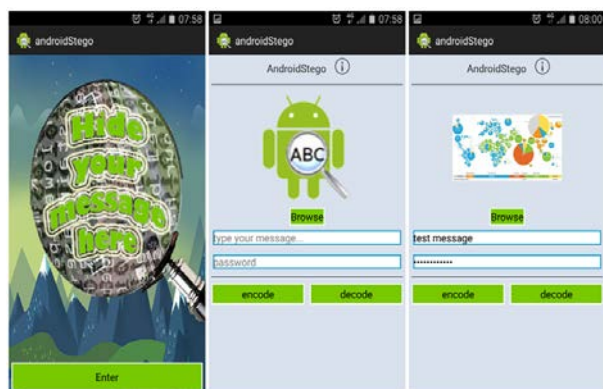 07:58
androidStego
Hide
your
message
here
Enter
07:58
androidStego
AndroidStego
ABC
Browse
type your message...
password
encode decode
08:00
androidStego
AndroidStego
Browse
test message
encode decode